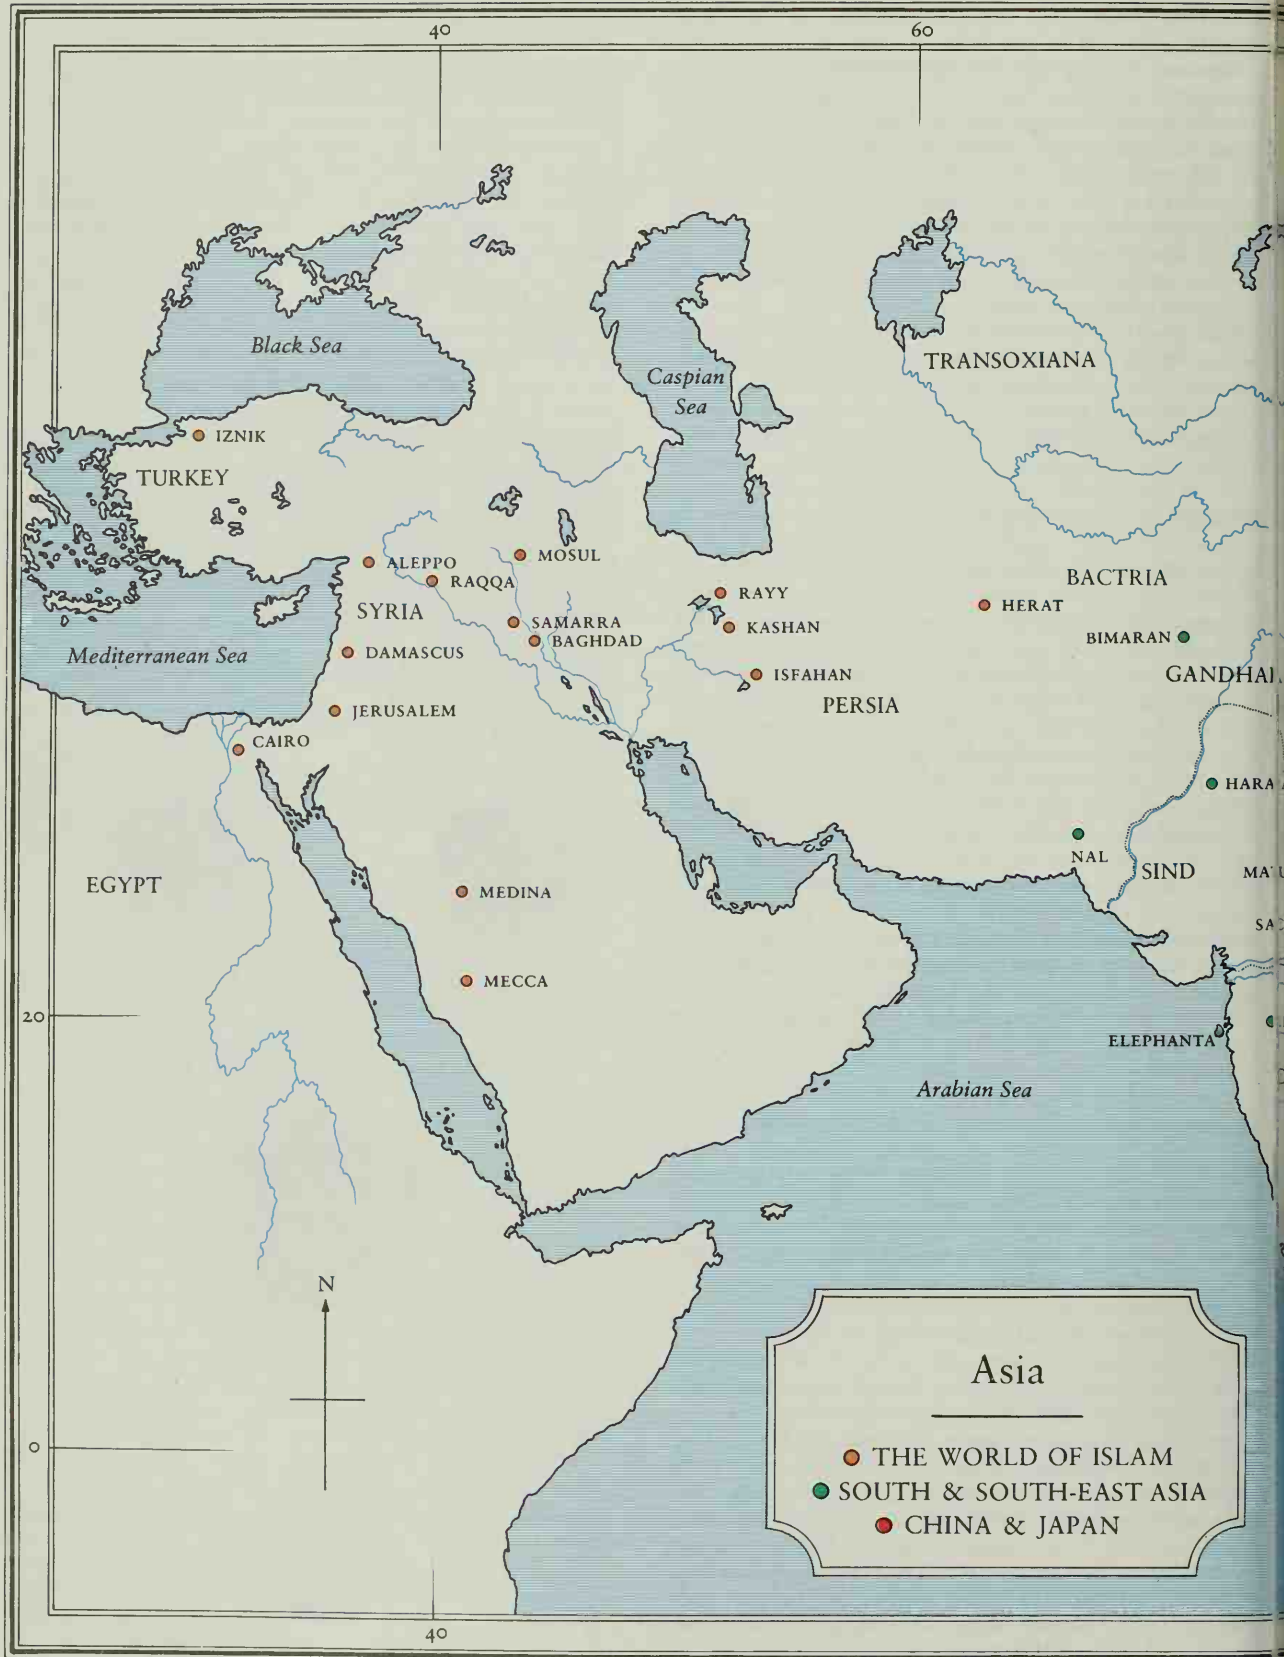 40
60
Black Sea
TRANSOXIANA
Caspian
Sea
IZNIK
TURKEY
ALEPPO
MOSUL
RAQQA
BACTRIA
RAYY
HERAT
SYRIA
SAMARRA
KASHAN
BAGHDAD
BIMARAN
Mediterranean Sea
DAMASCUS
ISFAHAN
GANDHA
PERSIA
JERUSALEM
CAIRO
HARA
NAL
SIND
EGYPT
MEDINA
MECCA
20
ELEPHANTA
Arabian Sea
N
Asia
0
THE WORLD OF ISLAM
SOUTH & SOUTH-EAST ASIA
CHINA & JAPAN
40